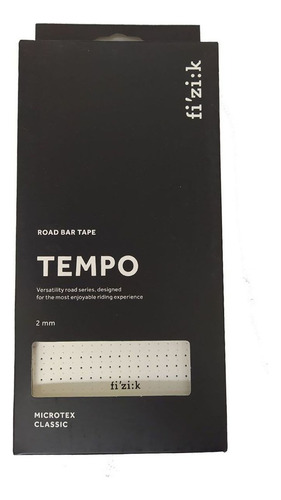 fi'zi:k
ROAD BAR TAPE
TEMPO
Versatility road series, designed
for the most enjoyable riding experience
2 mm
fi'zi:k
MICROTEX
CLASSIC